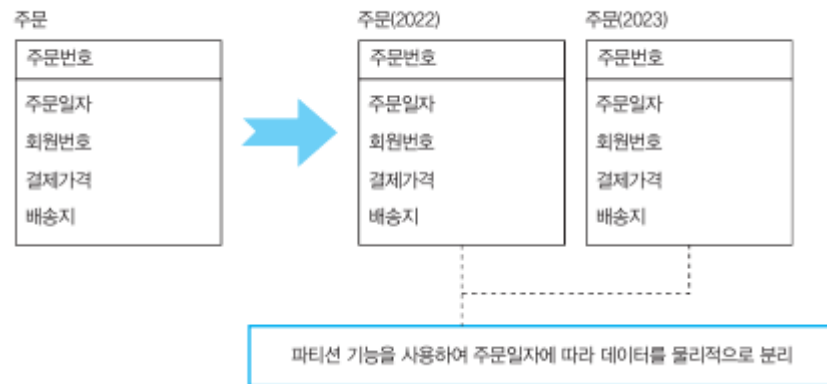 주문
주문번호
주문일자
회원번호
결제가격
배송지
주문(2022)
주문번호
주문일자
회원번호
결제가격
배송지
주문(2023)
주문번호
주문일자
회원번호
결제가격
배송지
파티션 기능을 사용하여 주문일자에 따라 데이터를 물리적으로 분리